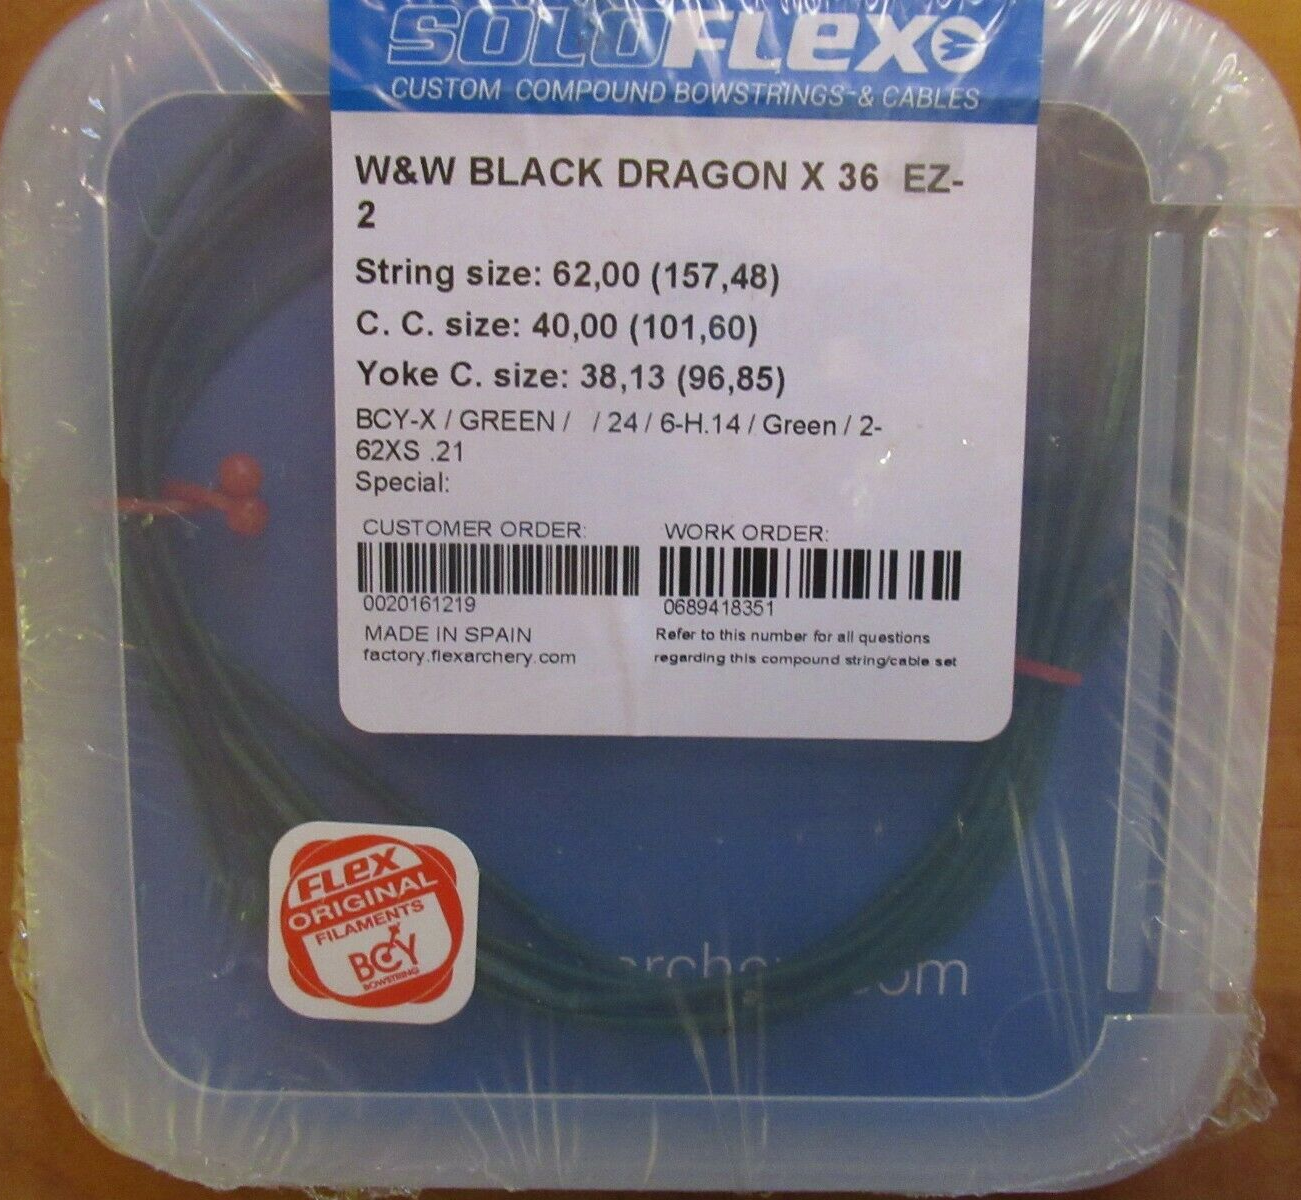 SOLOFLEX
CUSTOM COMPOUND BOWSTRINGS & CABLES
W&W BLACK DRAGON X 36 EZ-
2
String size: 62,00 (157,48)
C. C. size: 40,00 (101,60)
Yoke C. size: 38,13 (96,85)
BCY-X / GREEN / / 24 / 6-H.14 / Green / 2-
62XS .21
Special:
CUSTOMER ORDER:
0020161219
MADE IN SPAIN
factory.flexarchery.com
WORK ORDER:
0689418351
Refer to this number for all questions
regarding this compound string/cable set
FLEX
ORIGINAL
FILAMENTS
BCY
BOWSTRING